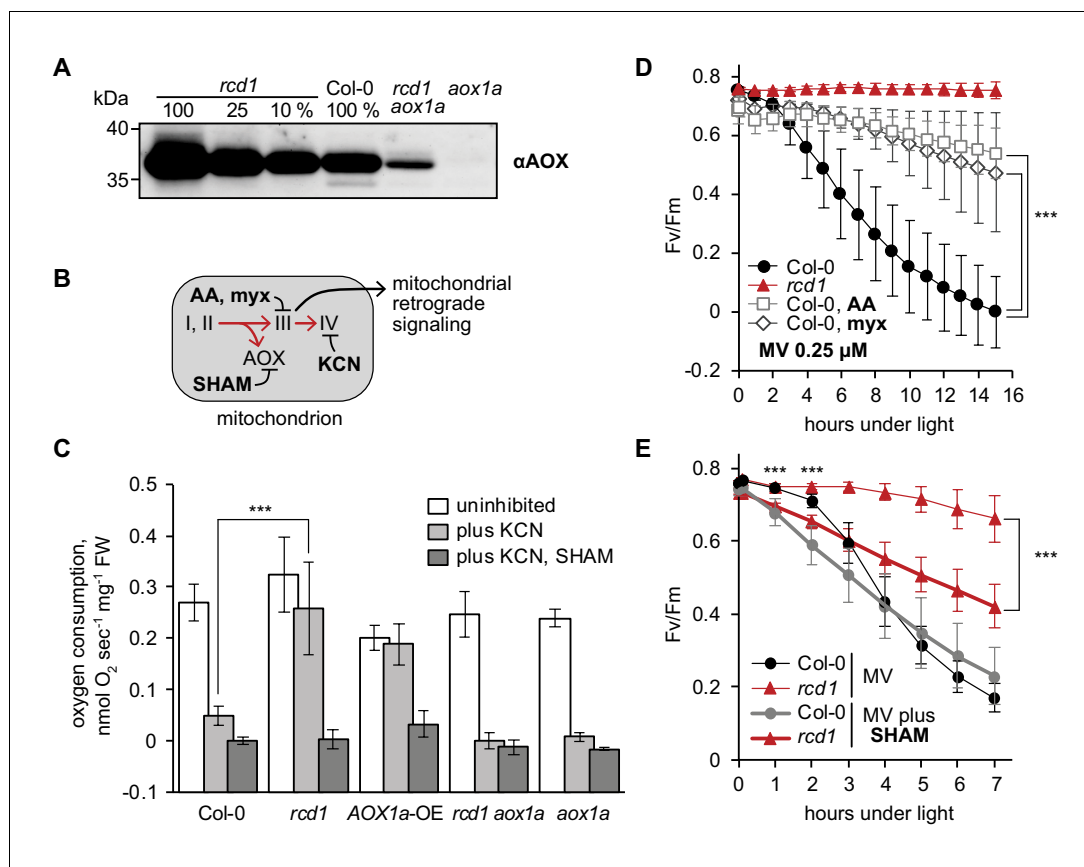 A
rcd1 Col-0 rcd1 aox1a
kDa 100 25 10 % 100 % aox1a
40
35
αAOX
B
AA, myx
mitochondrial
retrograde
signaling
I, II III IV
AOX
KCN
SHAM
mitochondrion
C
oxygen consumption,
nmol O₂ sec⁻¹ mg⁻¹ FW
0.4
0.3
0.2
0.1
0
-0.1
***
uninhibited
plus KCN
plus KCN, SHAM
Col-0 rcd1 AOX1a-OE rcd1 aox1a aox1a
D
Fv/Fm
0.8
0.6
0.4
0.2
0
-0.2
***
Col-0
rcd1
Col-0, AA
Col-0, myx
MV 0.25 µM
0 2 4 6 8 10 12 14 16
hours under light
E
Fv/Fm
0.8
0.6
0.4
0.2
0
*** ***
***
Col-0
rcd1
MV
Col-0
rcd1
MV plus
SHAM
0 1 2 3 4 5 6 7
hours under light